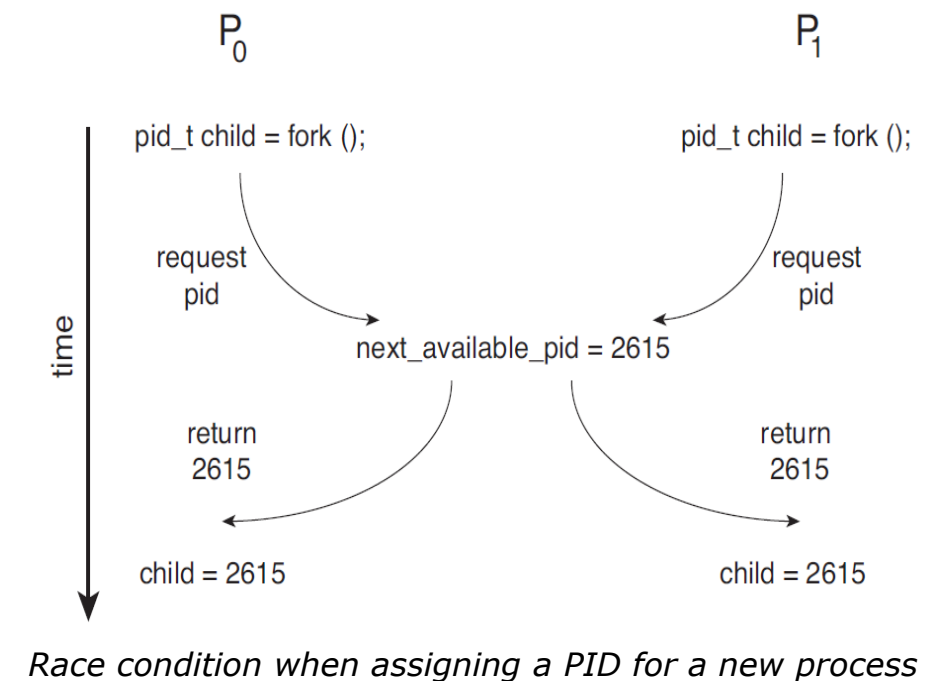 P0 P1
pid_t child = fork (); pid_t child = fork ();
request request
pid pid
time
next_available_pid = 2615
return return
2615 2615
child = 2615 child = 2615
Race condition when assigning a PID for a new process